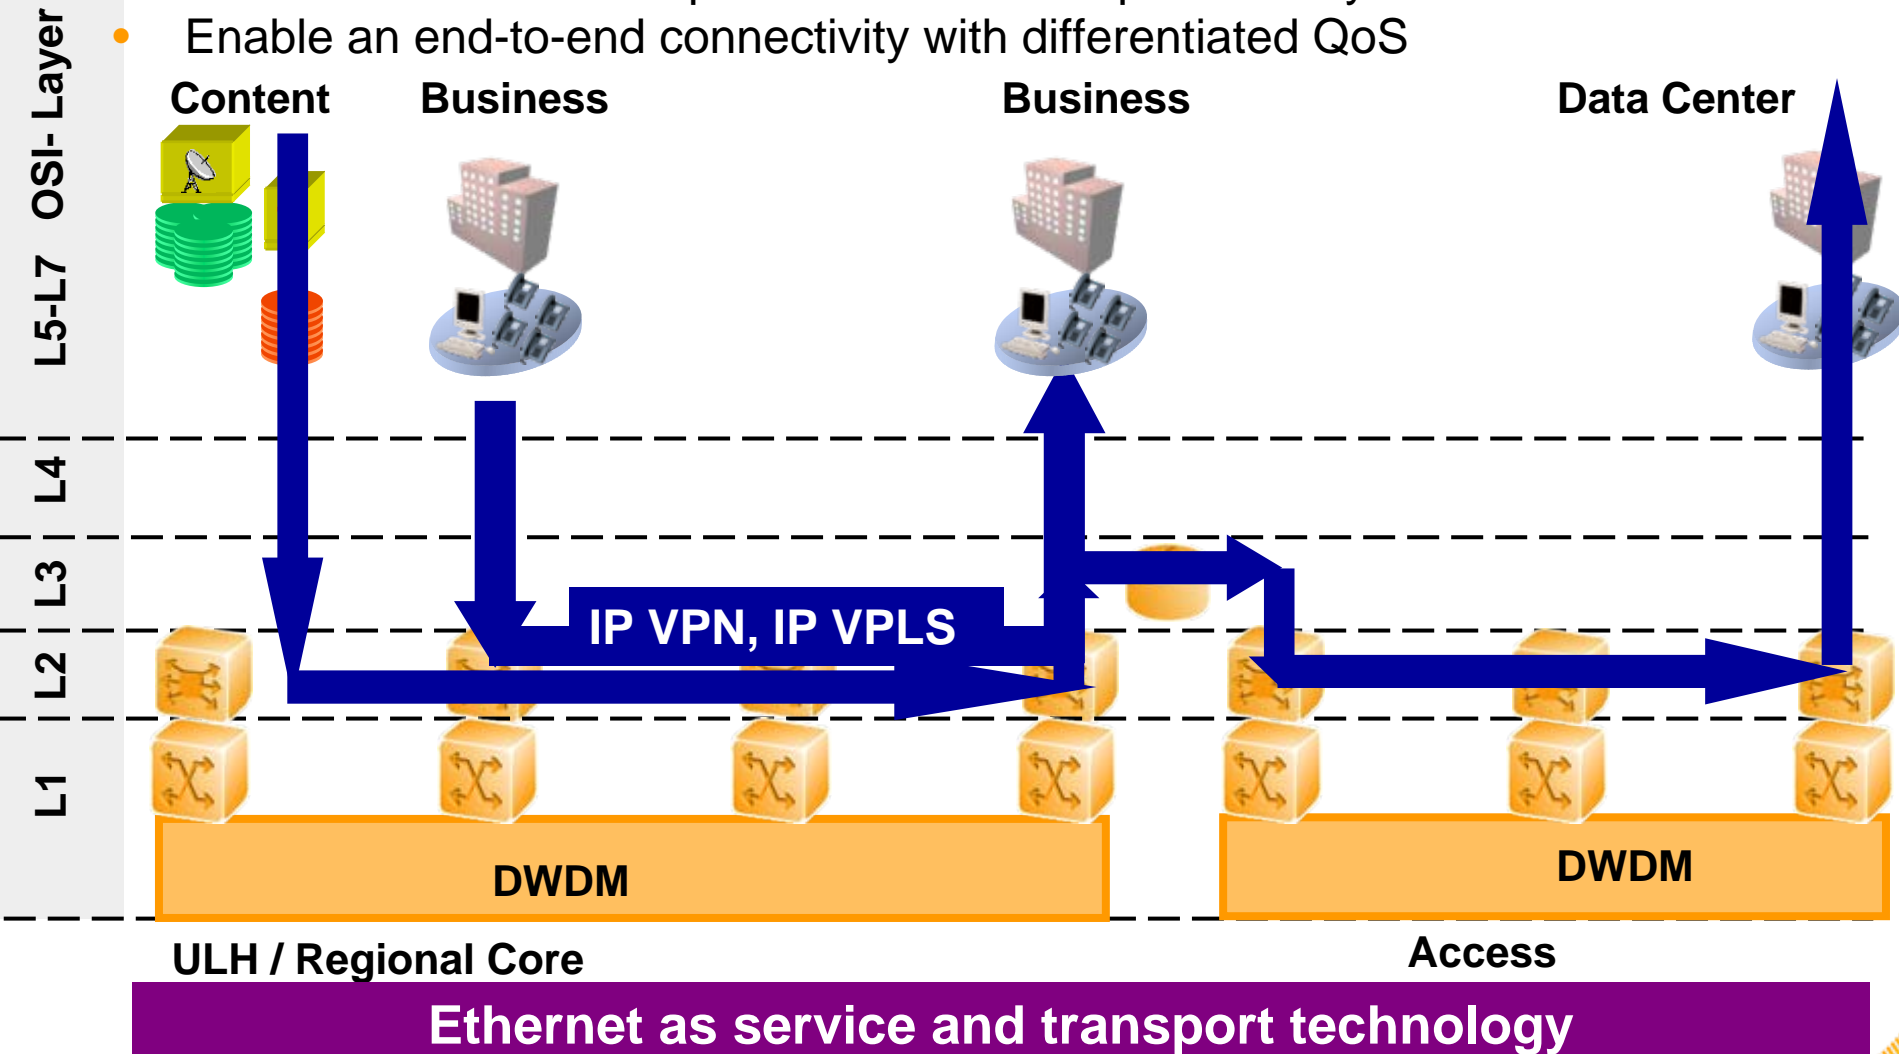 • Enable an end-to-end connectivity with differentiated QoS
Content Business Business Data Center
OSI- Layer
L5-L7
L4
L3
IP VPN, IP VPLS
L2
L1
DWDM DWDM
ULH / Regional Core Access
Ethernet as service and transport technology